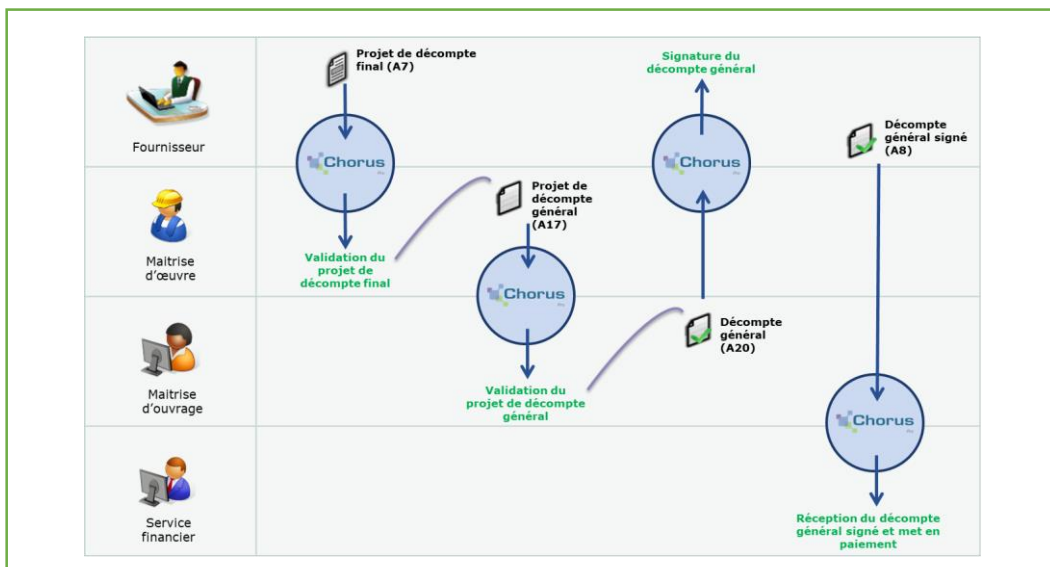 Fournisseur
Projet de décompte
final (A7)
Chorus
Signature du
décompte général
Chorus
Décompte
général signé
(A8)
Maitrise
d'œuvre
Validation du
projet de
décompte final
Projet de
décompte
général
(A17)
Chorus
Maitrise
d'ouvrage
Validation du
projet de décompte
général
Décompte
général
(A20)
Chorus
Service
financier
Réception du décompte
général signé et met en
paiement